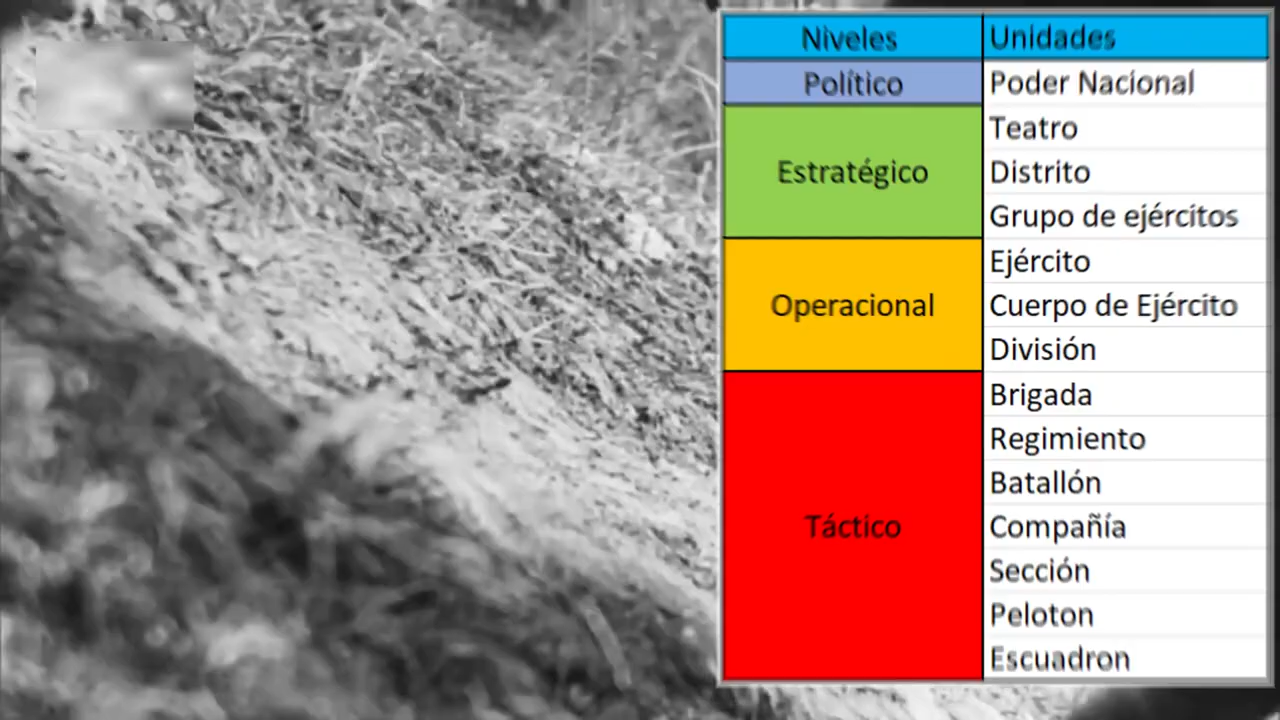 Niveles Unidades
Político Poder Nacional
Estratégico Teatro
Distrito
Grupo de ejércitos
Operacional Ejército
Cuerpo de Ejército
División
Táctico Brigada
Regimiento
Batallón
Compañía
Sección
Peloton
Escuadron